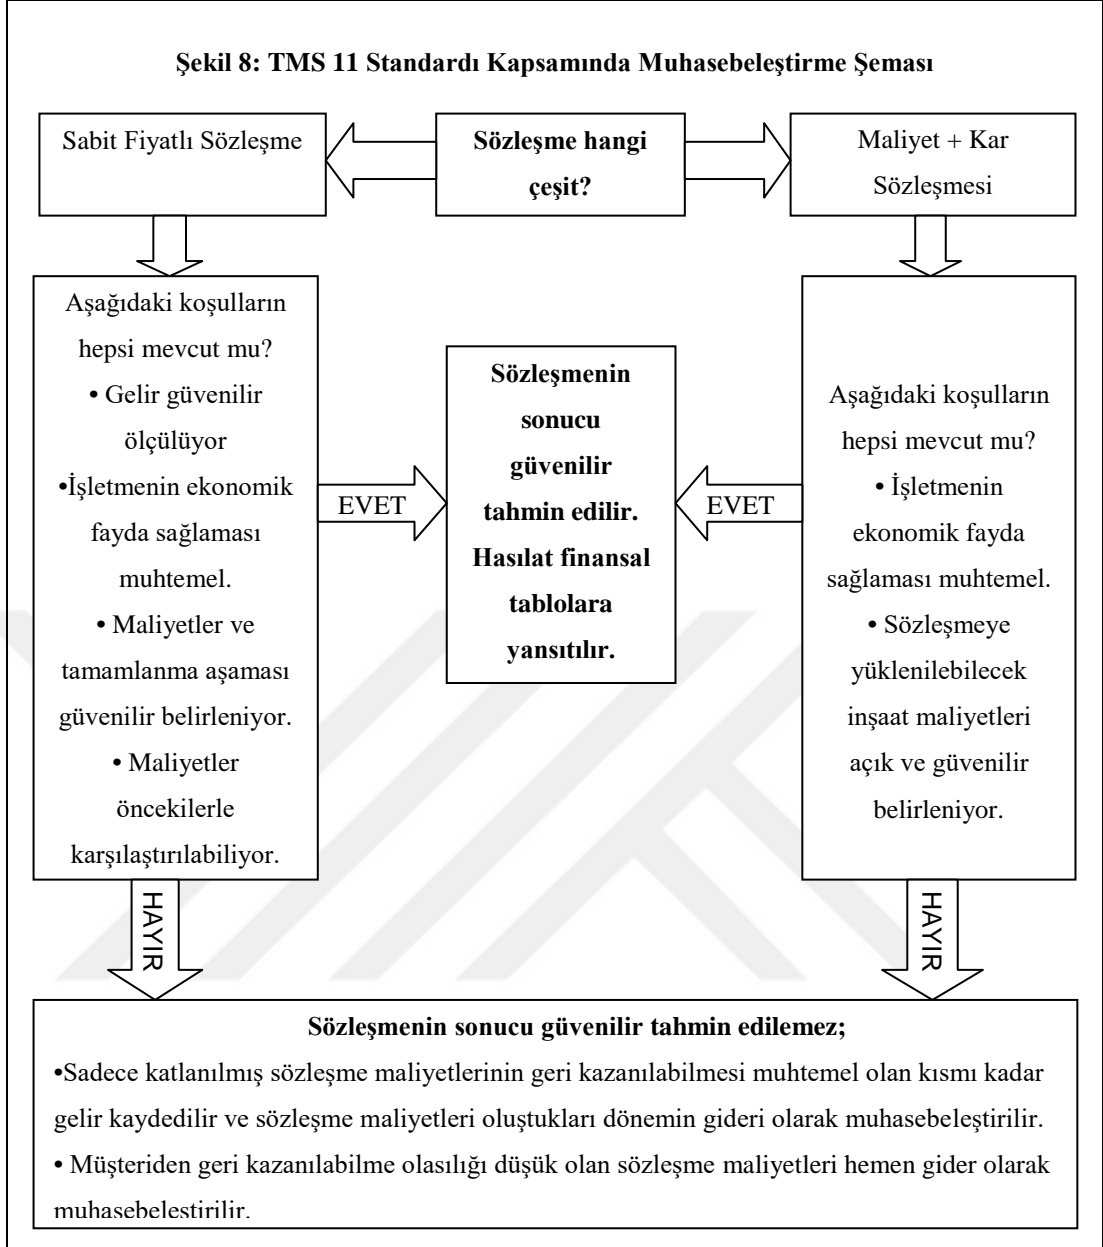 Şekil 8: TMS 11 Standardı Kapsamında Muhasebeleştirme Şeması
Sabit Fiyatlı Sözleşme
Sözleşme hangi
çeşit?
Maliyet + Kar
Sözleşmesi
Aşağıdaki koşulların
hepsi mevcut mu?
• Gelir güvenilir
ölçülüyor
•İşletmenin ekonomik
fayda sağlaması
muhtemel.
• Maliyetler ve
tamamlanma aşaması
güvenilir belirleniyor.
• Maliyetler
öncekilerle
karşılaştırılabiliyor.
EVET
Sözleşmenin
sonucu
güvenilir
tahmin edilir.
Hasılat finansal
tablolara
yansıtılır.
EVET
Aşağıdaki koşulların
hepsi mevcut mu?
• İşletmenin
ekonomik fayda
sağlaması muhtemel.
• Sözleşmeye
yüklenilebilecek
inşaat maliyetleri
açık ve güvenilir
belirleniyor.
HAYIR
HAYIR
Sözleşmenin sonucu güvenilir tahmin edilemez;
•Sadece katlanılmış sözleşme maliyetlerinin geri kazanılabilmesi muhtemel olan kısmı kadar
gelir kaydedilir ve sözleşme maliyetleri oluştukları dönemin gideri olarak muhasebeleştirilir.
• Müşteriden geri kazanılabilme olasılığı düşük olan sözleşme maliyetleri hemen gider olarak
muhasebeleştirilir.